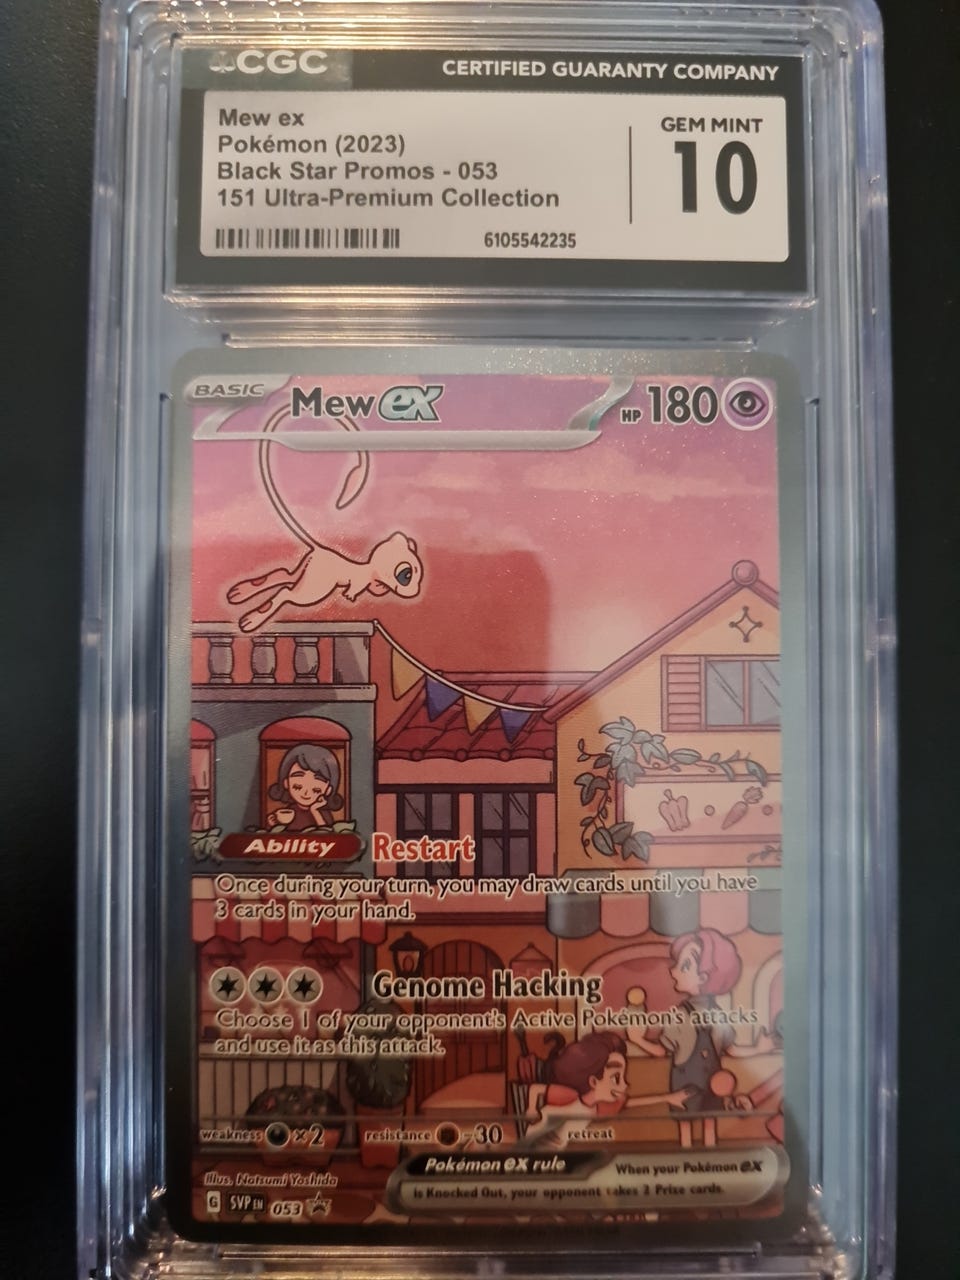 CGC
CERTIFIED GUARANTY COMPANY
Mew ex
Pokémon (2023)
Black Star Promos - 053
151 Ultra-Premium Collection
6105542235
GEM MINT
10
BASIC
Mew ex
HP 180
Ability Restart
Once during your turn, you may draw cards until you have
3 cards in your hand.
Genome Hacking
Choose 1 of your opponent's Active Pokémon's attacks
and use it as this attack.
weakness ×2
resistance -30
retreat
Pokémon ex rule
When your Pokémon ex
is Knocked Out, your opponent takes 2 Prize cards.
Illus. Natsumi Yoshida
G SVP EN 053